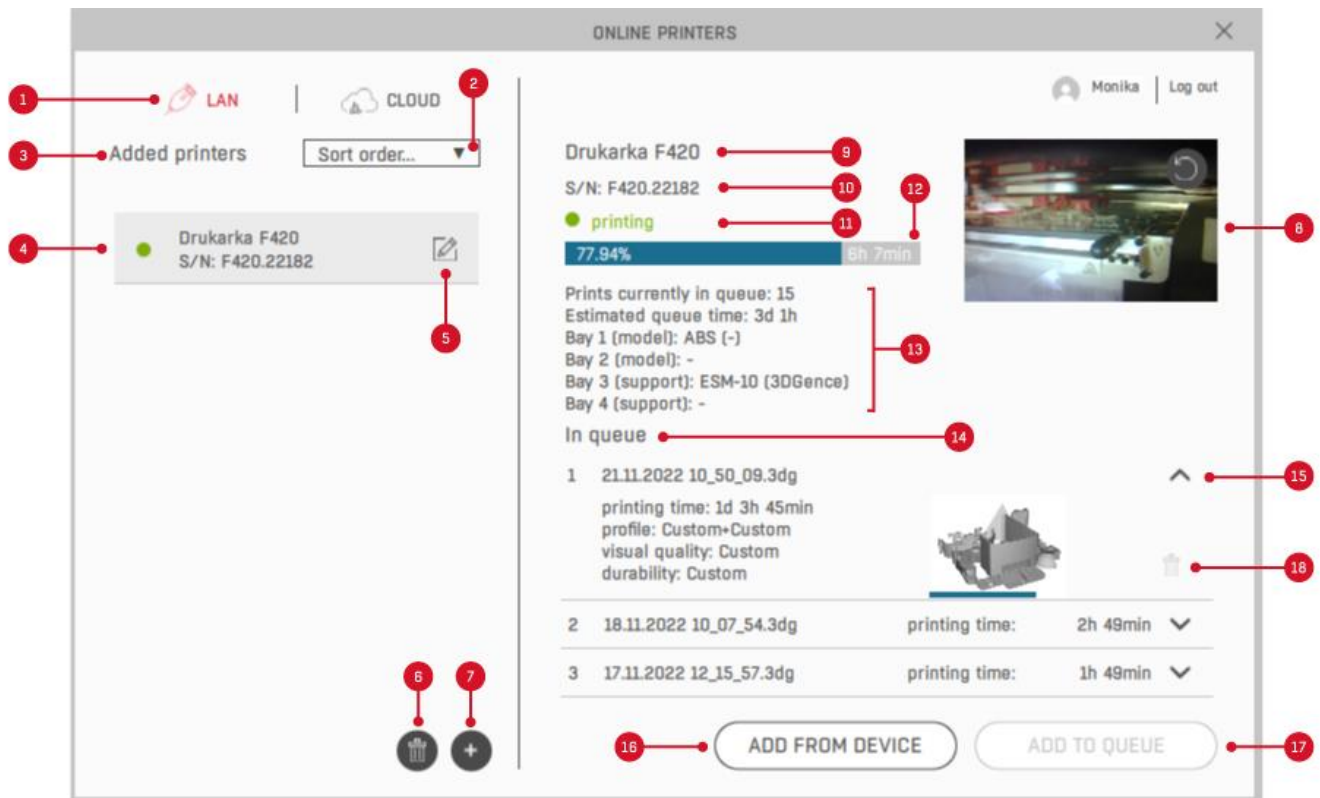 ONLINE PRINTERS
1
LAN
CLOUD
2
Monika
Log out
3
Added printers
Sort order...
Drukarka F420
9
S/N: F420.22182
10
12
printing
11
8
77.94%
6h 7min
4
Drukarka F420
S/N: F420.22182
5
Prints currently in queue: 15
Estimated queue time: 3d 1h
Bay 1 (model): ABS (-)
Bay 2 (model): -
Bay 3 (support): ESM-10 (3DGence)
Bay 4 (support): -
13
In queue
14
1 21.11.2022 10_50_09.3dg
15
printing time: 1d 3h 45min
profile: Custom+Custom
visual quality: Custom
durability: Custom
18
2 18.11.2022 10_07_54.3dg printing time: 2h 49min
3 17.11.2022 12_15_57.3dg printing time: 1h 49min
6
7
16
ADD FROM DEVICE
ADD TO QUEUE
17